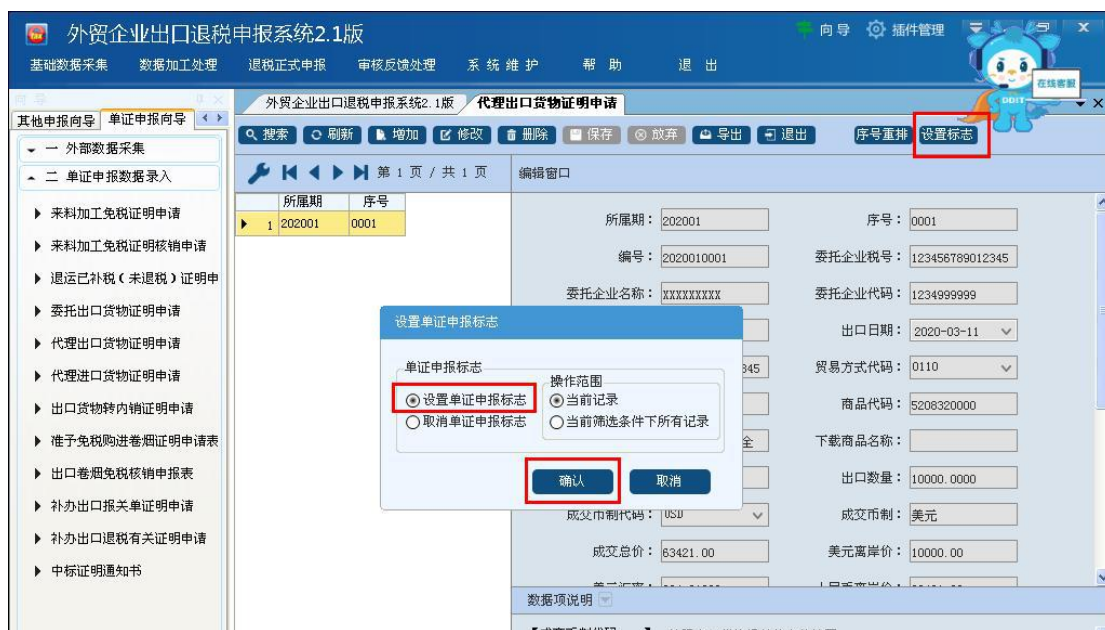 外贸企业出口退税申报系统2.1版
向导 插件管理
基础数据采集 数据加工处理 退税正式申报 审核反馈处理 系统维护 帮助 退出
在线客服
DDIT
向导
外贸企业出口退税申报系统2.1版 代理出口货物证明申请
其他申报向导 单证申报向导
搜索 刷新 增加 修改 删除 保存 放弃 导出 退出 序号重排 设置标志
一 外部数据采集
二 单证申报数据录入
第 1 页 / 共 1 页 编辑窗口
所属期 序号
1 202001 0001
来料加工免税证明申请
来料加工免税证明核销申请
退运已补税(未退税)证明申
委托出口货物证明申请
代理出口货物证明申请
代理进口货物证明申请
出口货物转内销证明申请
准予免税购进卷烟证明申请表
出口卷烟免税核销申报表
补办出口报关单证明申请
补办出口退税有关证明申请
中标证明通知书
所属期: 202001 序号: 0001
编号: 2020010001 委托企业税号: 123456789012345
委托企业名称: XXXXXXXXX 委托企业代码: 1234999999
出口日期: 2020-03-11
345 贸易方式代码: 0110
商品代码: 5208320000
全 下载商品名称:
出口数量: 10000.0000
成交币制代码: USD 成交币制: 美元
成交总价: 63421.00 美元离岸价: 10000.00
设置单证申报标志
单证申报标志
操作范围
设置单证申报标志 当前记录
取消单证申报标志 当前筛选条件下所有记录
确认 取消
数据项说明